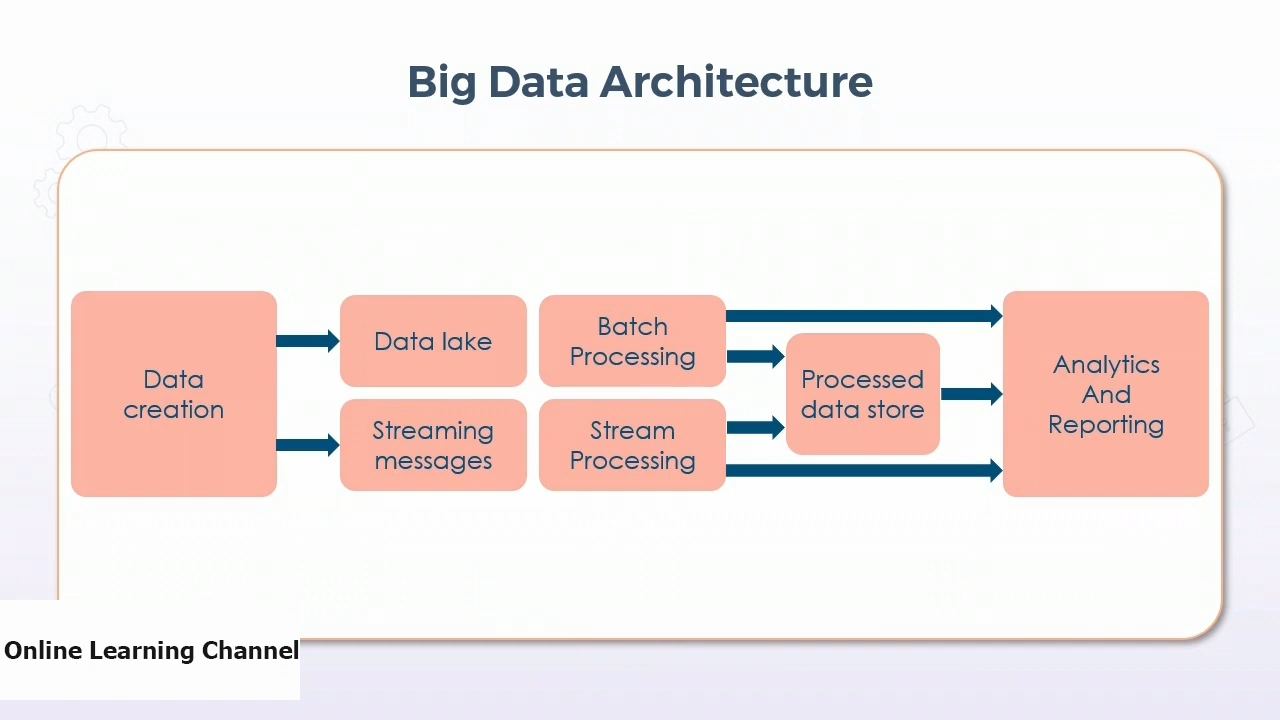 Big Data Architecture
Data
creation
Data lake
Streaming
messages
Batch
Processing
Stream
Processing
Processed
data store
Analytics
And
Reporting
Online Learning Channel